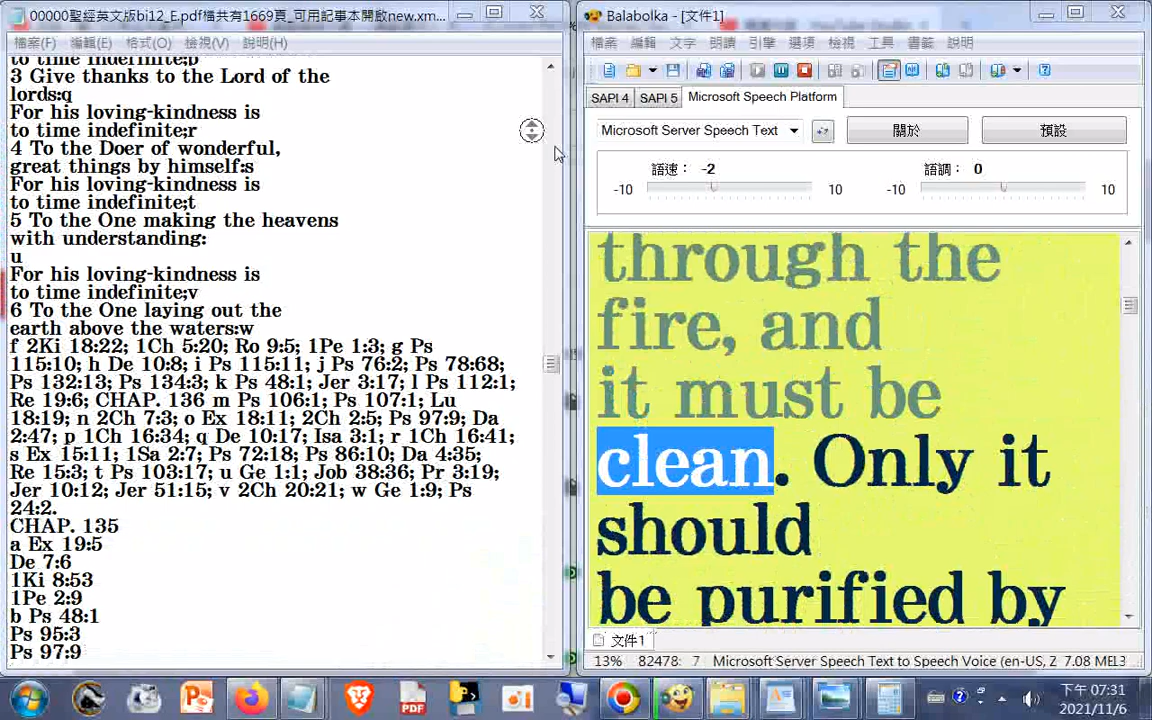 00000聖經英文版bi12_E.pdf檔共有1669頁_可用記事本開啟new.xm...
檔案(F) 編輯(E) 格式(O) 檢視(V) 說明(H)
to time indefinite;p
3 Give thanks to the Lord of the
lords:q
For his loving-kindness is
to time indefinite;r
4 To the Doer of wonderful,
great things by himself:s
For his loving-kindness is
to time indefinite;t
5 To the One making the heavens
with understanding:
u
For his loving-kindness is
to time indefinite;v
6 To the One laying out the
earth above the waters:w
f 2Ki 18:22; 1Ch 5:20; Ro 9:5; 1Pe 1:3; g Ps
115:10; h De 10:8; i Ps 115:11; j Ps 76:2; Ps 78:68;
Ps 132:13; Ps 134:3; k Ps 48:1; Jer 3:17; l Ps 112:1;
Re 19:6; CHAP. 136 m Ps 106:1; Ps 107:1; Lu
18:19; n 2Ch 7:3; o Ex 18:11; 2Ch 2:5; Ps 97:9; Da
2:47; p 1Ch 16:34; q De 10:17; Isa 3:1; r 1Ch 16:41;
s Ex 15:11; 1Sa 2:7; Ps 72:18; Ps 86:10; Da 4:35;
Re 15:3; t Ps 103:17; u Ge 1:1; Job 38:36; Pr 3:19;
Jer 10:12; Jer 51:15; v 2Ch 20:21; w Ge 1:9; Ps
24:2.
CHAP. 135
a Ex 19:5
De 7:6
1Ki 8:53
1Pe 2:9
b Ps 48:1
Ps 95:3
Ps 97:9
Balabolka - [文件1]
檔案 編輯 文字 朗讀 引擎 選項 檢視 工具 書籤 說明
SAPI 4 SAPI 5 Microsoft Speech Platform
Microsoft Server Speech Text 關於 預設
語速： -2 語調： 0
-10 10 -10 10
through the
fire, and
it must be
clean. Only it
should
be purified by
文件1
13% 82478: 7 Microsoft Server Speech Text to Speech Voice (en-US, Z 7.08 MB
下午 07:31
2021/11/6